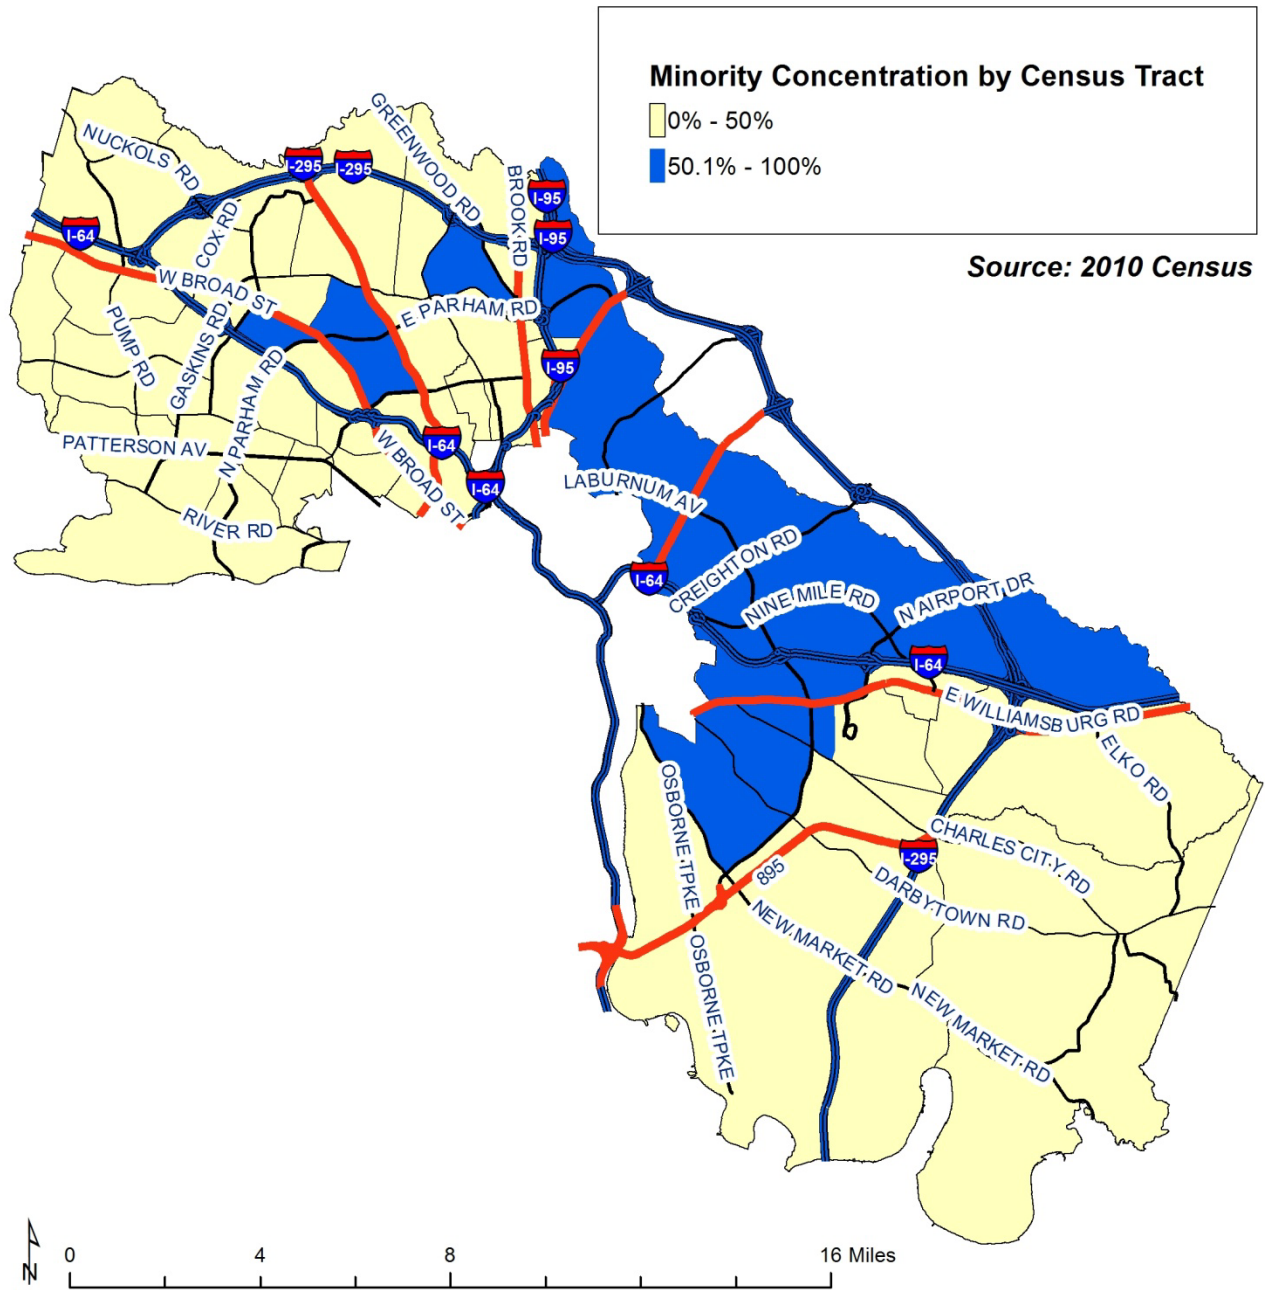 Minority Concentration by Census Tract
0% - 50%
50.1% - 100%
Source: 2010 Census
NUCKOLS RD
GREENWOOD RD
I-295
I-295
BROOK RD
I-95
I-95
I-64
COX RD
W BROAD ST
E PARHAM RD
PUMP RD
GASKINS RD
N PARHAM RD
I-95
PATTERSON AV
W BROAD ST
I-64
I-64
RIVER RD
LABURNUM AV
I-64
CREIGHTON RD
NINE MILE RD
N AIRPORT DR
I-64
E WILLIAMSBURG RD
ELKO RD
OSBORNE TPKE
CHARLES CITY RD
I-295
895
DARBYTOWN RD
NEW MARKET RD
OSBORNE TPKE
NEW MARKET RD
N
0 4 8 16 Miles